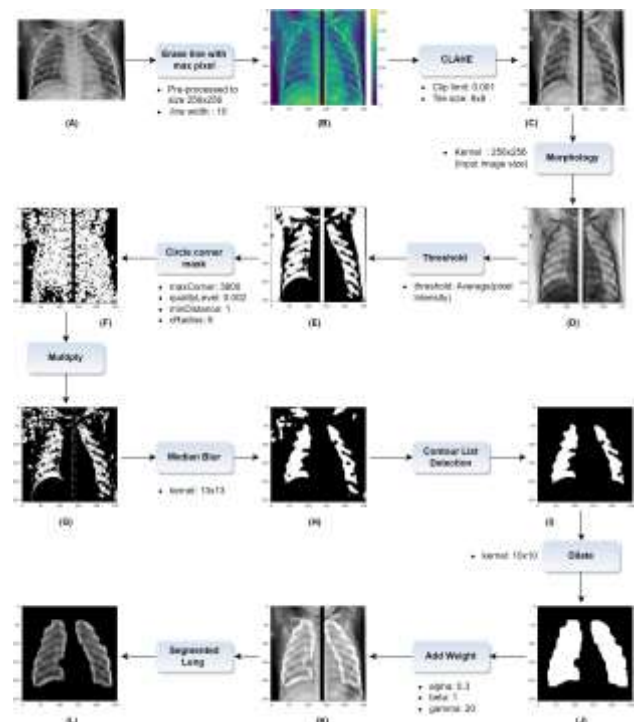 Erase line with
max pixel
• Pre-processed to
size 256x256
• line width : 10
CLAHE
• Clip limit: 0.001
• Tile size: 8x8
(A)
(B)
(C)
• Kernel : 256x256
(Input image size)
Morphology
Circle corner
mask
• maxCorner: 3800
• qualityLevel: 0.002
• minDistance: 1
Threshold
• threshold: Average(pixel
intensity)
(F)
(E)
(D)
Multiply
Median Blur
• kernel: 13x13
Contour List
Detection
(G)
(H)
(I)
• kernel: 10x10
Dilate
Segmented
Lung
Add Weight
• alpha: 0.3
• beta: 1
• gamma: 20
(L)
(K)
(J)